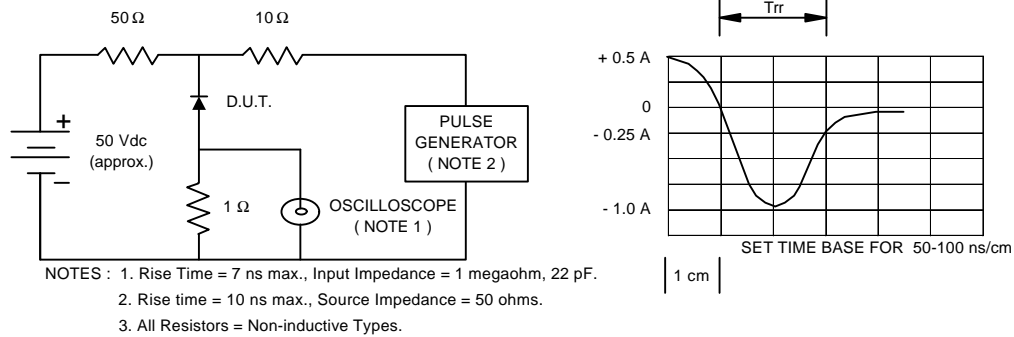 50 Ω
10 Ω
D.U.T.
+
50 Vdc
(approx.)
−
1 Ω
OSCILLOSCOPE
( NOTE 1 )
PULSE
GENERATOR
( NOTE 2 )
Trr
+ 0.5 A
0
- 0.25 A
- 1.0 A
SET TIME BASE FOR 50-100 ns/cm
1 cm
NOTES : 1. Rise Time = 7 ns max., Input Impedance = 1 megaohm, 22 pF.
2. Rise time = 10 ns max., Source Impedance = 50 ohms.
3. All Resistors = Non-inductive Types.